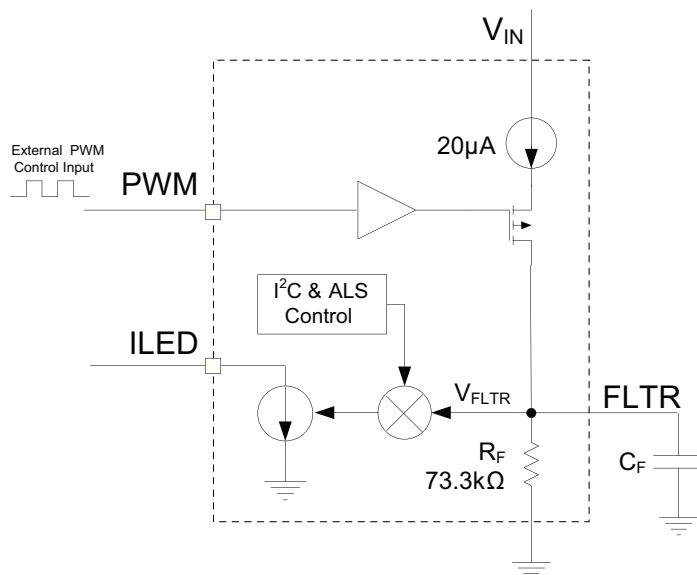 V_IN
20µA
External PWM
Control Input
PWM
I²C & ALS
Control
ILED
V_FLTR
FLTR
R_F
73.3kΩ
C_F